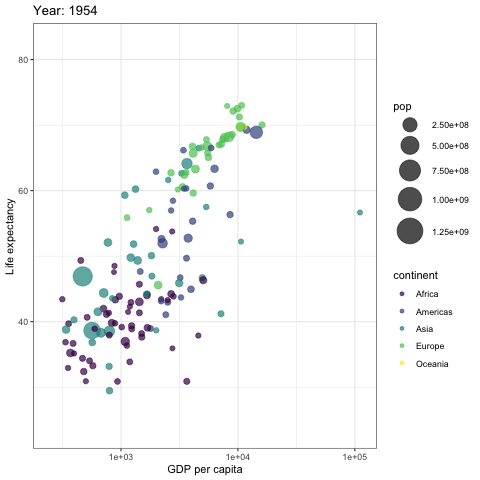 Year: 1954
80
60
40
Life expectancy
1e+03
1e+04
1e+05
GDP per capita
pop
2.50e+08
5.00e+08
7.50e+08
1.00e+09
1.25e+09
continent
Africa
Americas
Asia
Europe
Oceania